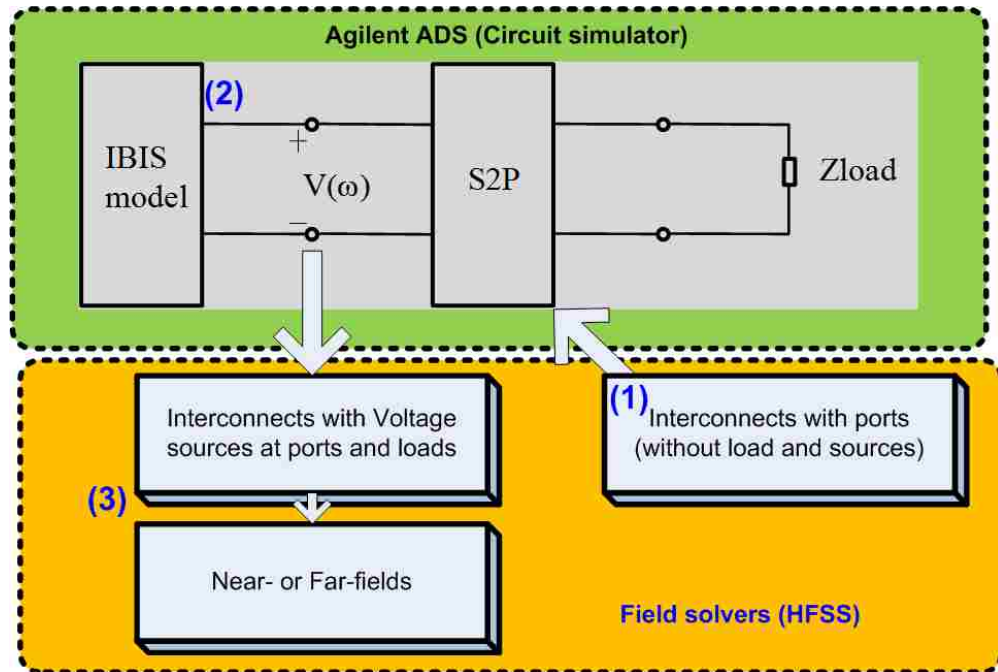 Agilent ADS (Circuit simulator)
(2)
IBIS
model
+
V(ω)
−
S2P
Zload
(1)
Interconnects with Voltage
sources at ports and loads
Interconnects with ports
(without load and sources)
(3)
Near- or Far-fields
Field solvers (HFSS)